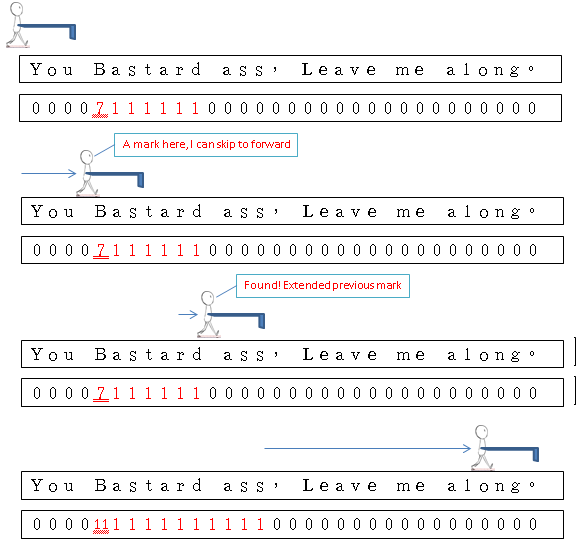 You Bastard ass， Leave me along。
0 0 0 0 7 1 1 1 1 1 1 0 0 0 0 0 0 0 0 0 0 0 0 0 0 0 0 0 0 0 0 0
A mark here, I can skip to forward
You Bastard ass， Leave me along。
0 0 0 0 7 1 1 1 1 1 1 0 0 0 0 0 0 0 0 0 0 0 0 0 0 0 0 0 0 0 0 0
Found! Extended previous mark
You Bastard ass， Leave me along。
0 0 0 0 7 1 1 1 1 1 1 0 0 0 0 0 0 0 0 0 0 0 0 0 0 0 0 0 0 0 0 0
You Bastard ass， Leave me along。
0 0 0 0 11 1 1 1 1 1 1 1 1 1 1 0 0 0 0 0 0 0 0 0 0 0 0 0 0 0 0 0